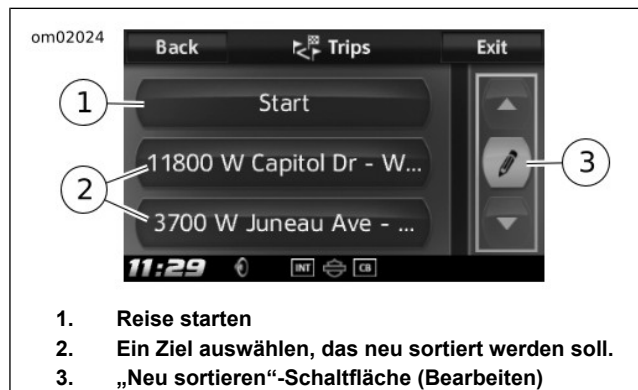 om02024
Back Trips Exit
1
Start
2
11800 W Capitol Dr - W...
3
3700 W Juneau Ave - ...
11:29 INT CB
1. Reise starten
2. Ein Ziel auswählen, das neu sortiert werden soll.
3. „Neu sortieren“-Schaltfläche (Bearbeiten)